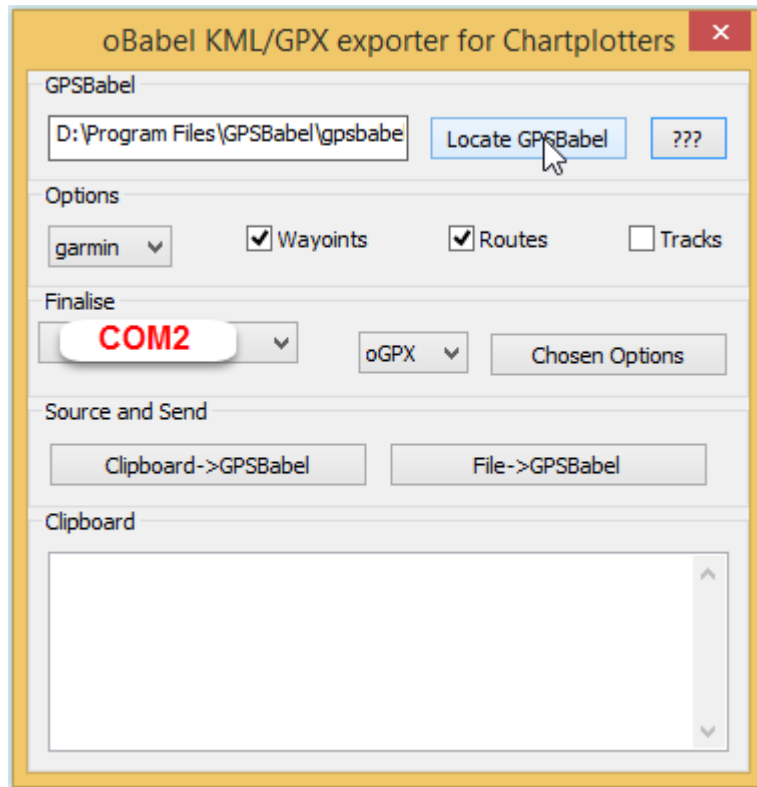 oBabel KML/GPX exporter for Chartplotters
GPSBabel
D:\Program Files\GPSBabel\gpsbabel Locate GPSBabel ???
Options
garmin Wayoints Routes Tracks
Finalise
COM2 oGPX Chosen Options
Source and Send
Clipboard->GPSBabel File->GPSBabel
Clipboard